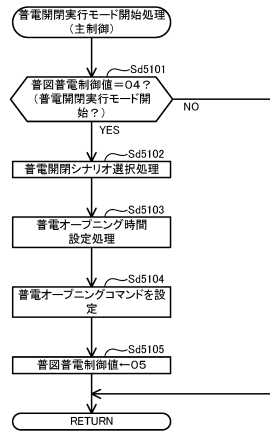 普電開閉実行モード開始処理
(主制御)
Sd5101
普図普電制御値=04?
(普電開閉実行モード開
始?)
NO
YES
Sd5102
普電開閉シナリオ選択処理
Sd5103
普電オープニング時間
設定処理
Sd5104
普電オープニングコマンドを設
定
Sd5105
普図普電制御値←05
RETURN